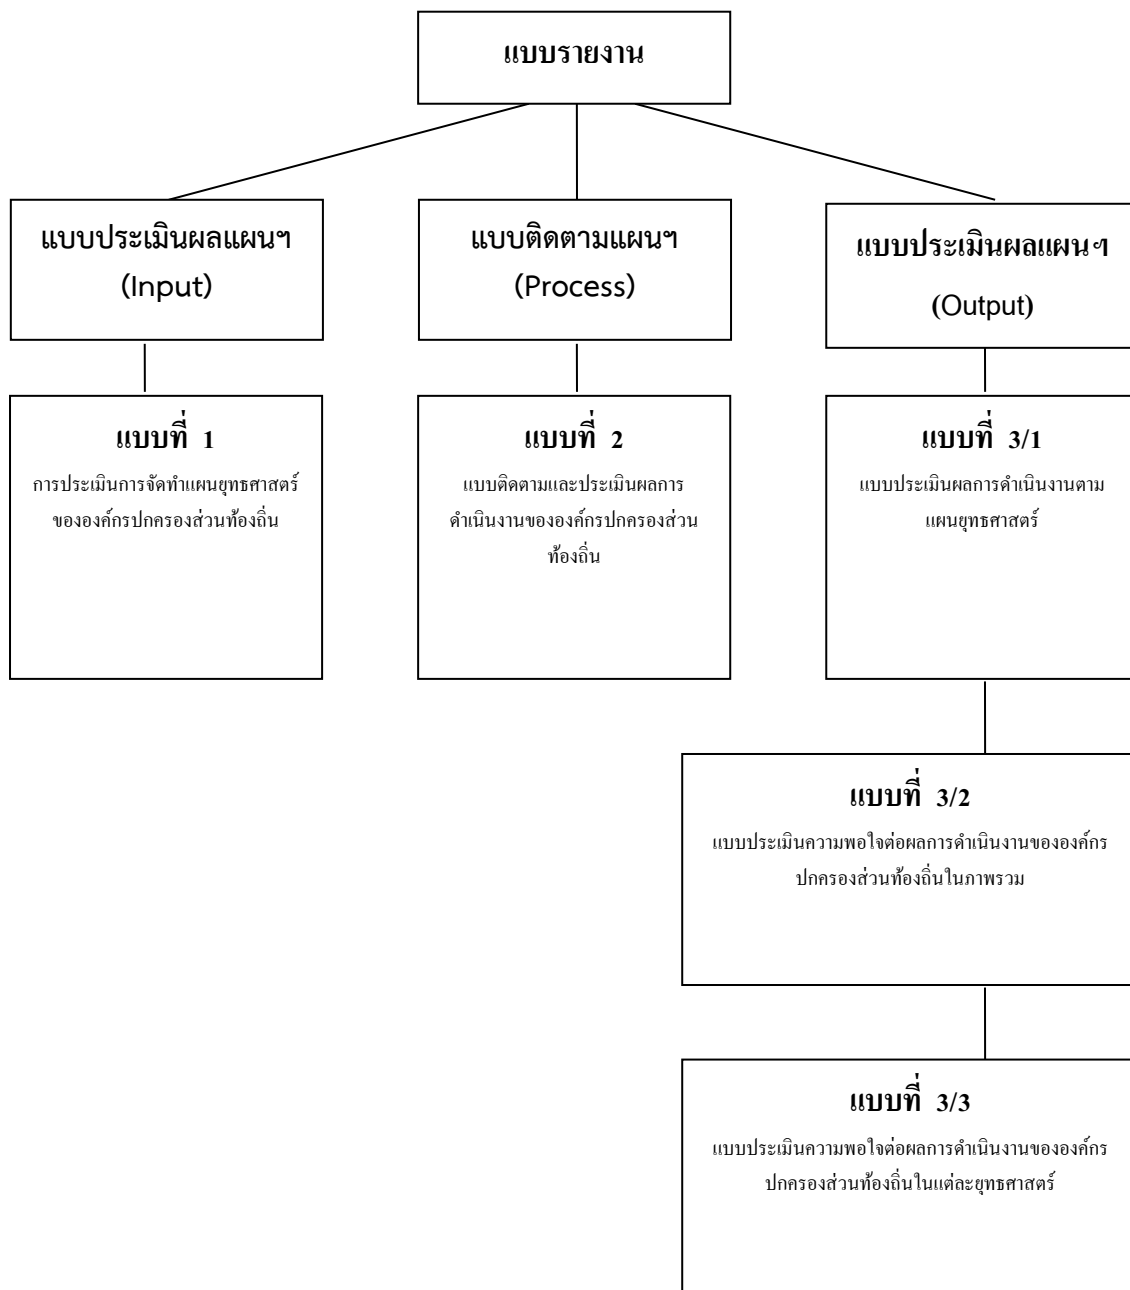 แบบรายงาน
แบบประเมินผลแผนฯ
(Input)
แบบติดตามแผนฯ
(Process)
แบบประเมินผลแผนฯ
(Output)
แบบที่ 1
การประเมินการจัดทำแผนยุทธศาสตร์
ขององค์กรปกครองส่วนท้องถิ่น
แบบที่ 2
แบบติดตามและประเมินผลการ
ดำเนินงานขององค์กรปกครองส่วน
ท้องถิ่น
แบบที่ 3/1
แบบประเมินผลการดำเนินงานตาม
แผนยุทธศาสตร์
แบบที่ 3/2
แบบประเมินความพอใจต่อผลการดำเนินงานขององค์กร
ปกครองส่วนท้องถิ่นในภาพรวม
แบบที่ 3/3
แบบประเมินความพอใจต่อผลการดำเนินงานขององค์กร
ปกครองส่วนท้องถิ่นในแต่ละยุทธศาสตร์